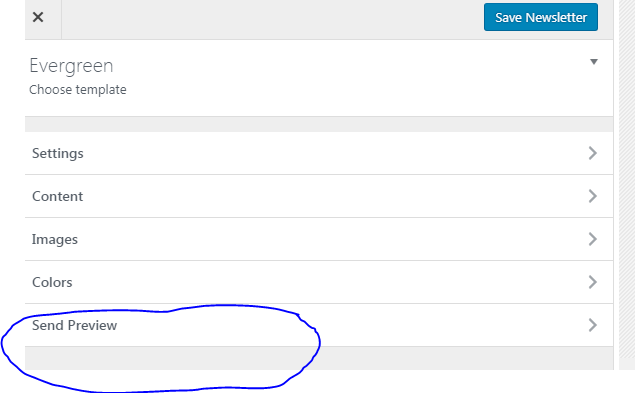 Save Newsletter
Evergreen
Choose template
Settings
Content
Images
Colors
Send Preview